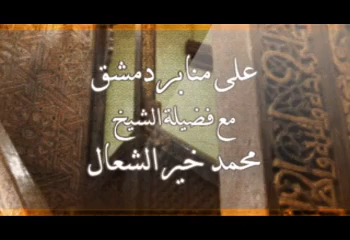 على منابر دمشق
مع فضيلة الشيخ
محمد خير الشعال